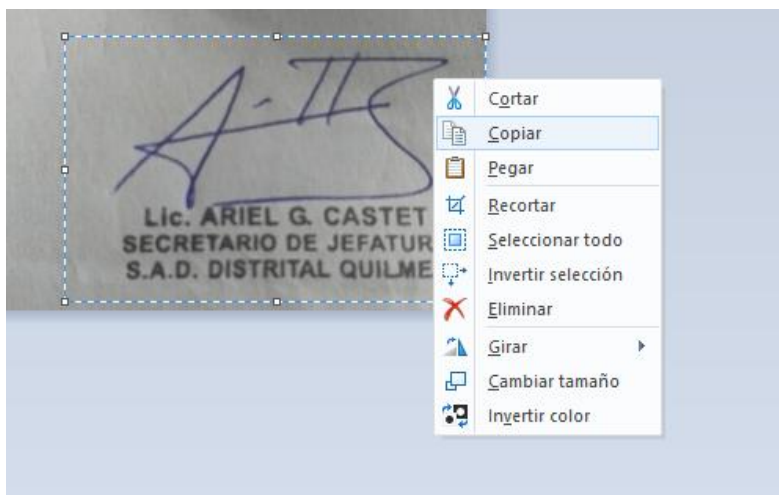 Lic. ARIEL G. CASTET
SECRETARIO DE JEFATUR
S.A.D. DISTRITAL QUILME
Cortar
Copiar
Pegar
Recortar
Seleccionar todo
Invertir selección
Eliminar
Girar
Cambiar tamaño
Invertir color